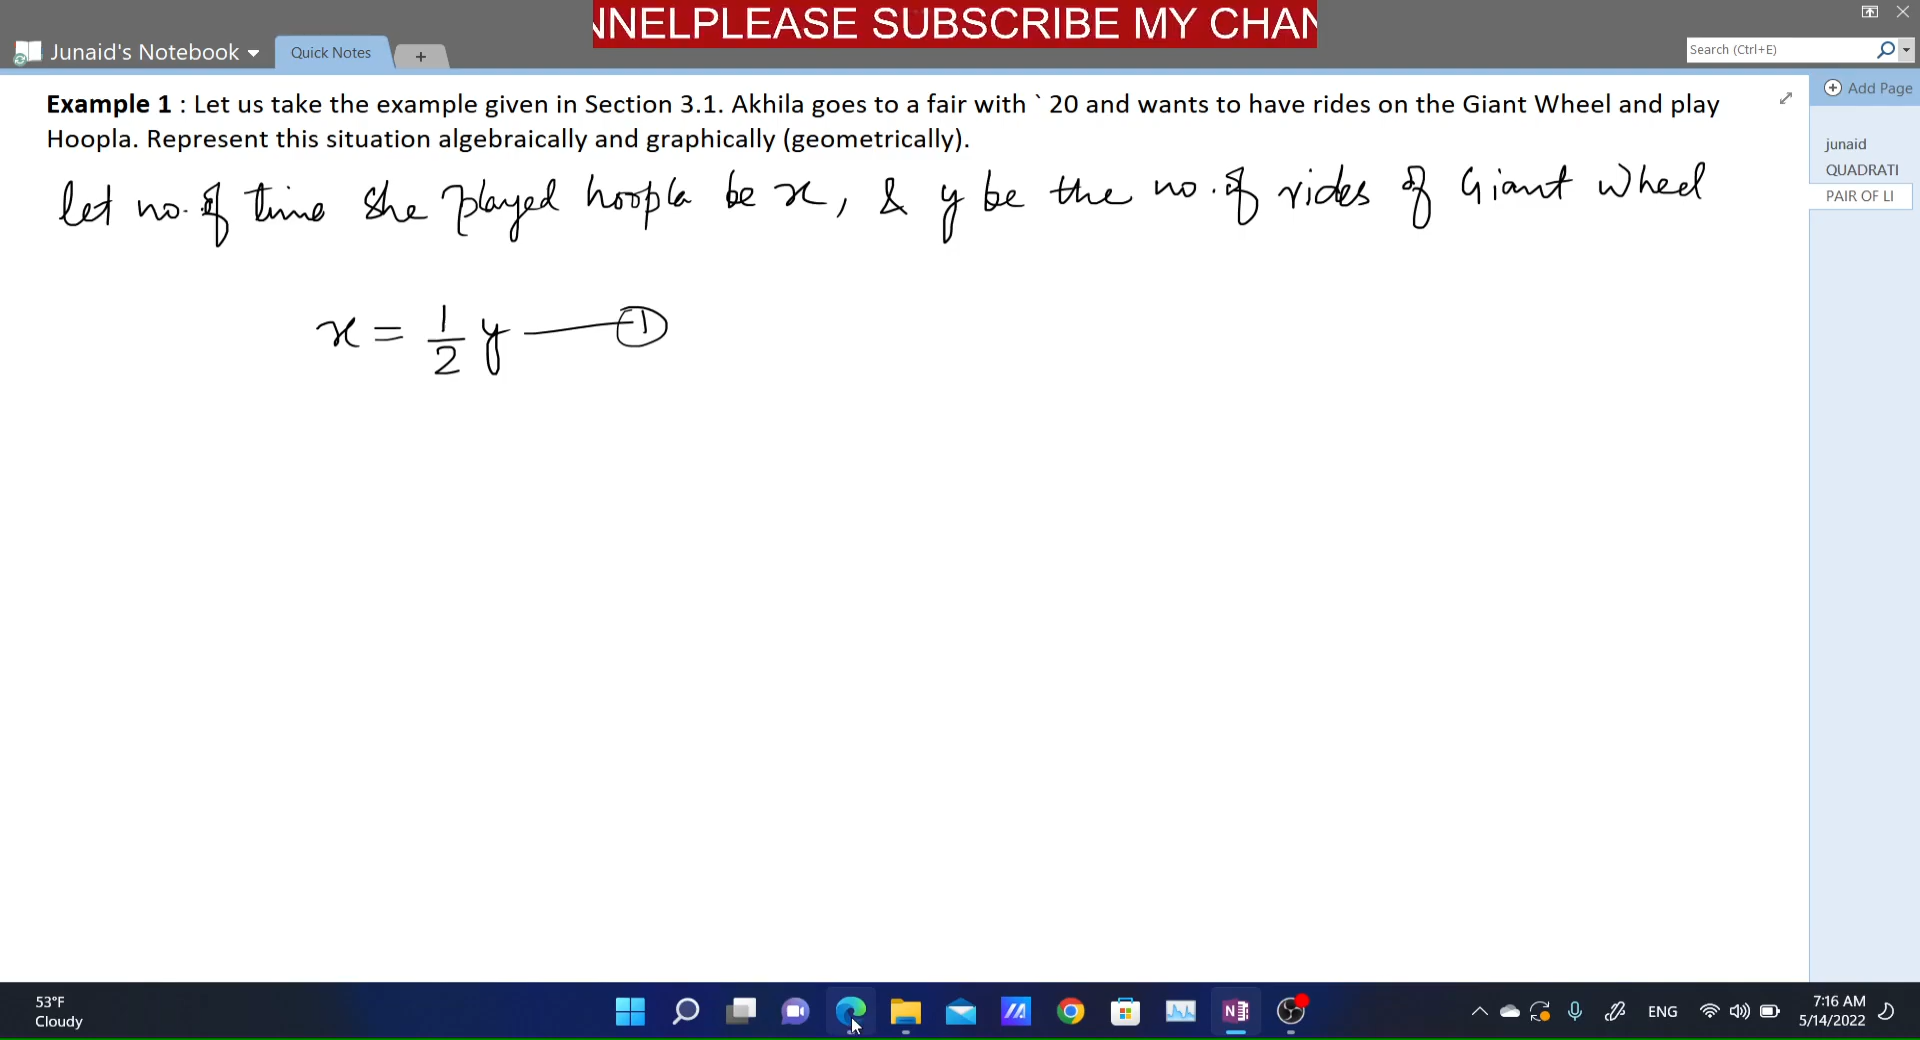 NNELPLEASE SUBSCRIBE MY CHAN
Junaid's Notebook
Quick Notes
+
Search (Ctrl+E)
Add Page
Example 1 : Let us take the example given in Section 3.1. Akhila goes to a fair with ` 20 and wants to have rides on the Giant Wheel and play
Hoopla. Represent this situation algebraically and graphically (geometrically).
junaid
QUADRATI
PAIR OF LI
let no. of time she played hoopla be x, & y be the no. of rides of Giant Wheel
x = 1/2 y — ①
53°F
Cloudy
ENG
7:16 AM
5/14/2022